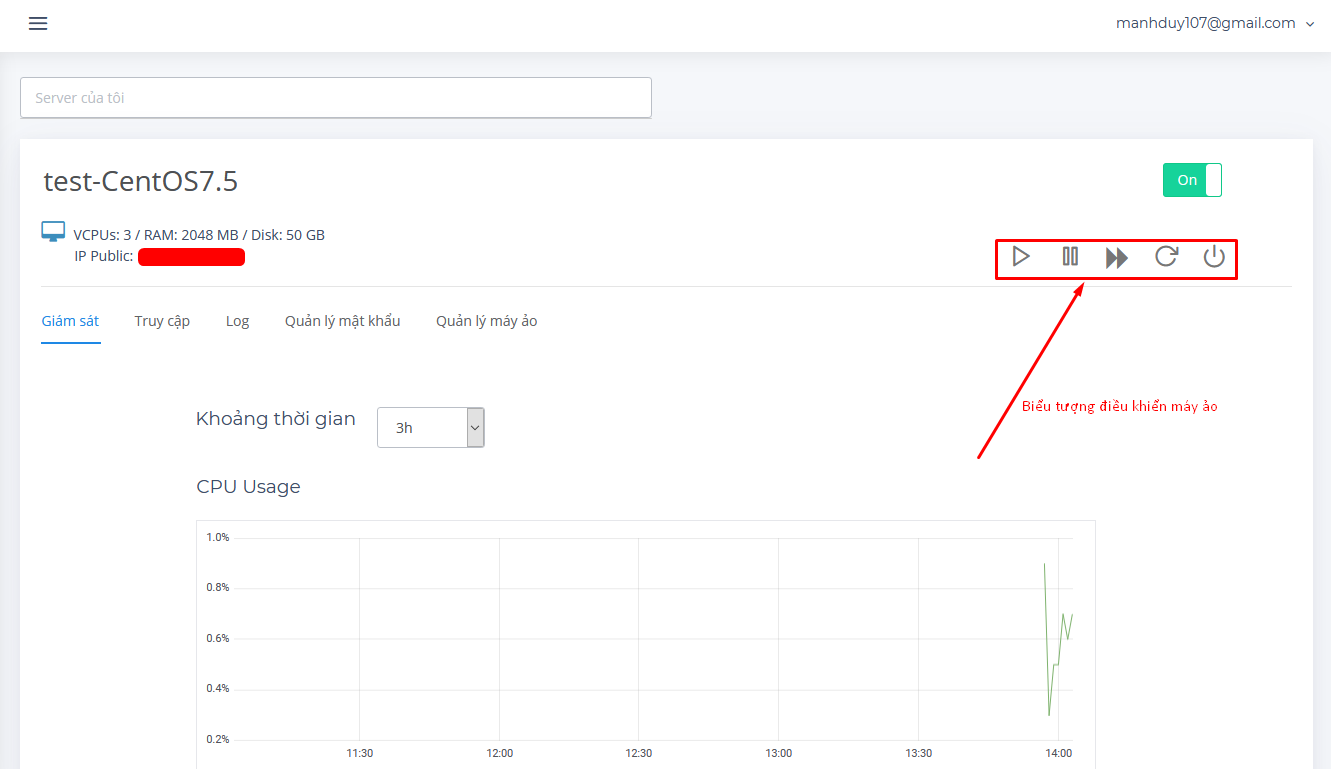 manhduy107@gmail.com
Server của tôi
test-CentOS7.5
On
VCPUs: 3 / RAM: 2048 MB / Disk: 50 GB
IP Public:
Giám sát
Truy cập
Log
Quản lý mật khẩu
Quản lý máy ảo
Biểu tượng điều khiển máy ảo
Khoảng thời gian
3h
CPU Usage
1.0%
0.8%
0.6%
0.4%
0.2%
11:30
12:00
12:30
13:00
13:30
14:00